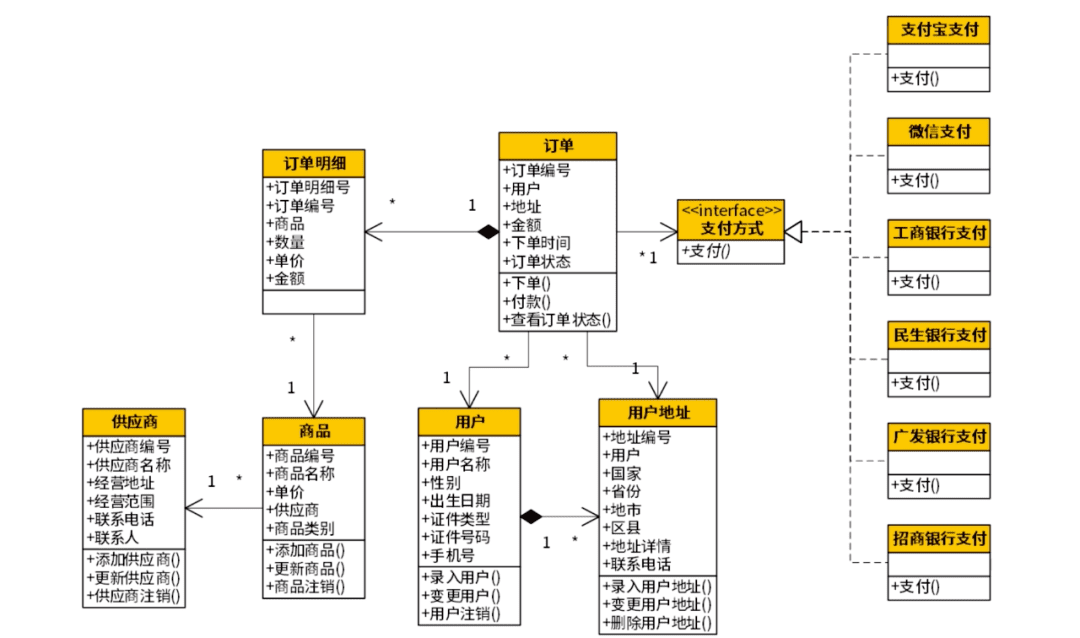 支付宝支付
+支付()
微信支付
+支付()
工商银行支付
+支付()
民生银行支付
+支付()
广发银行支付
+支付()
招商银行支付
+支付()
<<interface>>
支付方式
+支付()
订单
+订单编号
+用户
+地址
+金额
+下单时间
+订单状态
+下单()
+付款()
+查看订单状态()
* 1
订单明细
+订单明细号
+订单编号
+商品
+数量
+单价
+金额
*
1
*
1
*
1
*
1
供应商
+供应商编号
+供应商名称
+经营地址
+经营范围
+联系电话
+联系人
+添加供应商()
+更新供应商()
+供应商注销()
1
*
商品
+商品编号
+商品名称
+单价
+供应商
+商品类别
+添加商品()
+更新商品()
+商品注销()
用户
+用户编号
+用户名称
+性别
+出生日期
+证件类型
+证件号码
+手机号
+录入用户()
+变更用户()
+用户注销()
1
*
用户地址
+地址编号
+用户
+国家
+省份
+地市
+区县
+地址详情
+联系电话
+录入用户地址()
+变更用户地址()
+删除用户地址()